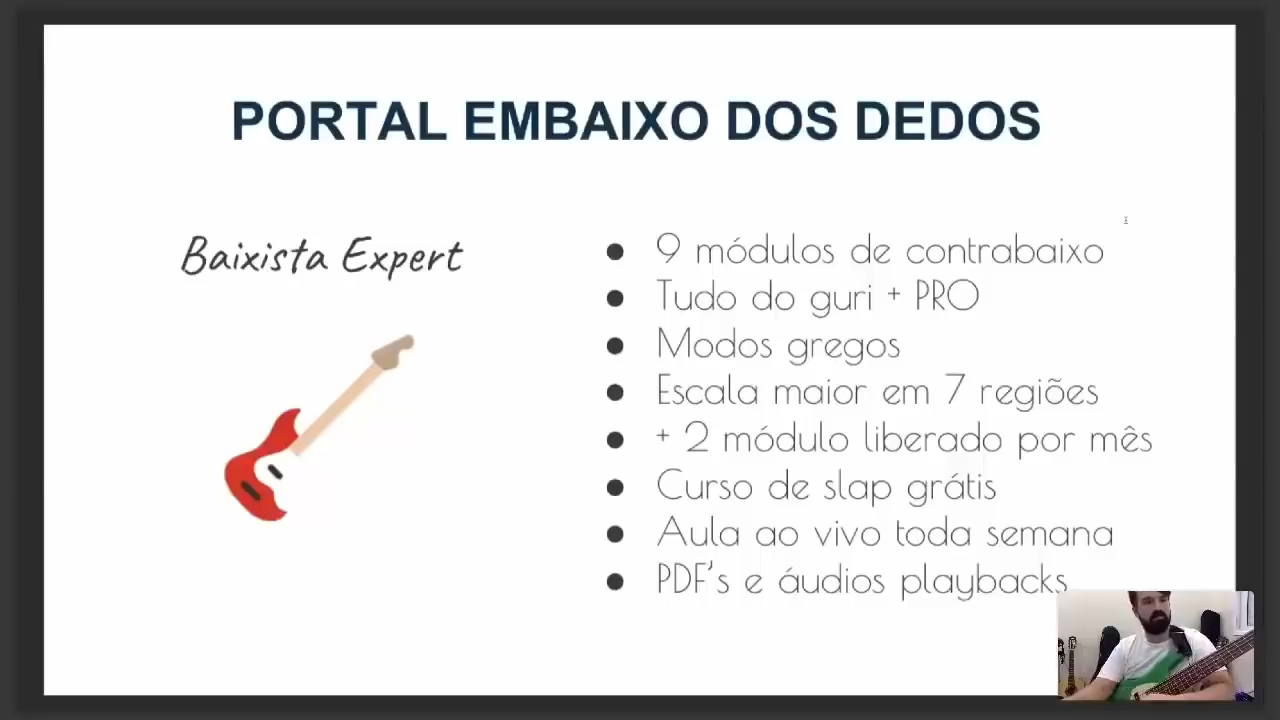 PORTAL EMBAIXO DOS DEDOS
Baixista Expert
● 9 módulos de contrabaixo
● Tudo do guri + PRO
● Modos gregos
● Escala maior em 7 regiões
● + 2 módulo liberado por mês
● Curso de slap grátis
● Aula ao vivo toda semana
● PDF's e áudios playbacks